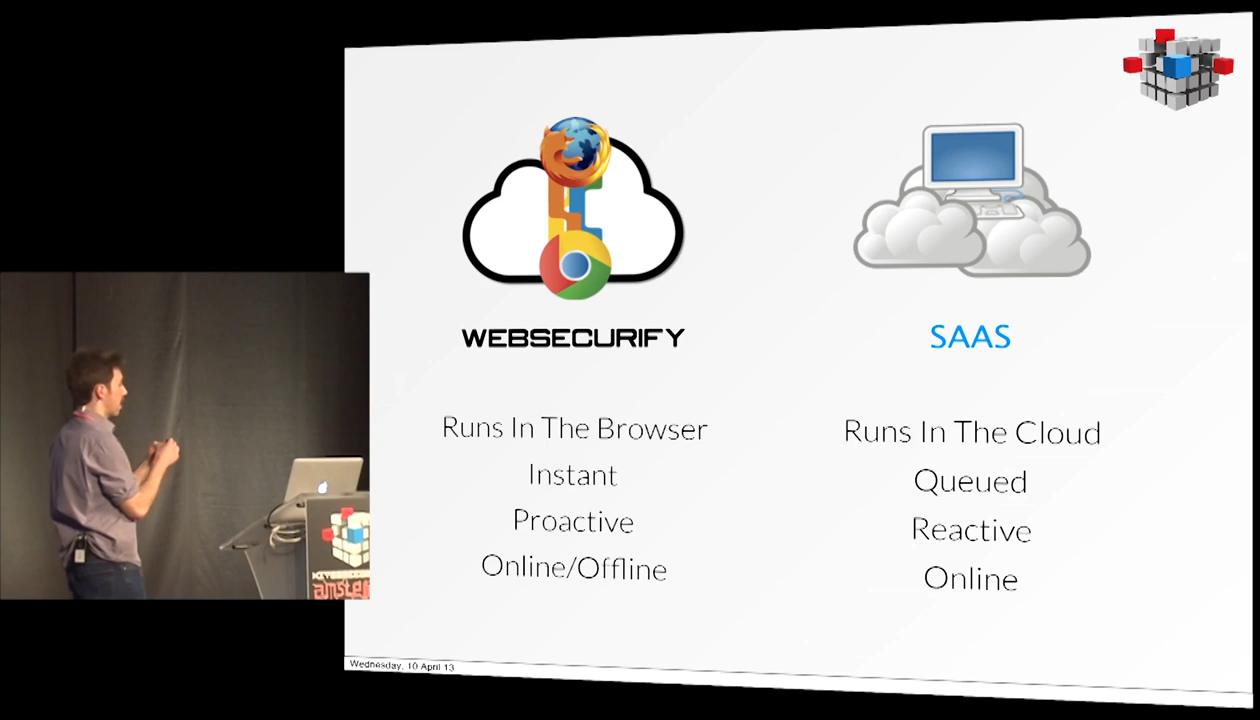 WEBSECURIFY
Runs In The Browser
Instant
Proactive
Online/Offline
SAAS
Runs In The Cloud
Queued
Reactive
Online
Wednesday, 10 April 13